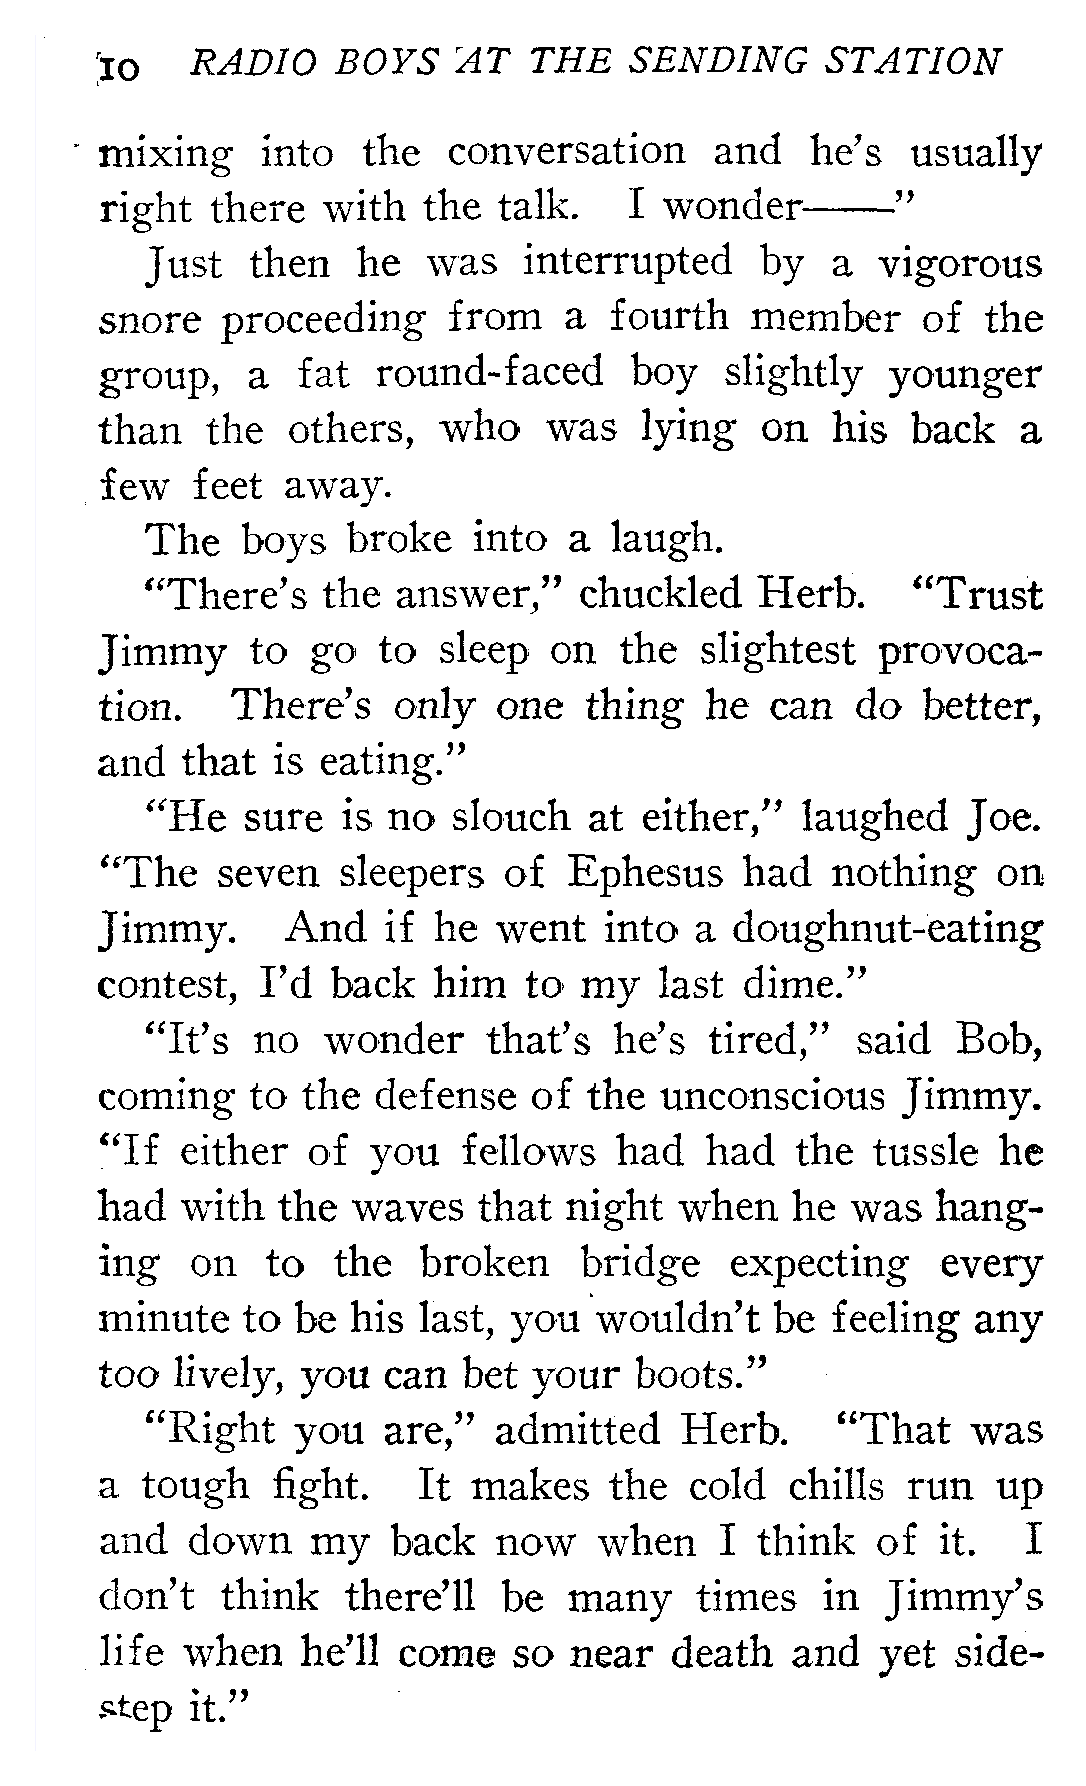 10 RADIO BOYS AT THE SENDING STATION
mixing into the conversation and he's usually
right there with the talk. I wonder——"
Just then he was interrupted by a vigorous
snore proceeding from a fourth member of the
group, a fat round-faced boy slightly younger
than the others, who was lying on his back a
few feet away.
The boys broke into a laugh.
"There's the answer," chuckled Herb. "Trust
Jimmy to go to sleep on the slightest provoca-
tion. There's only one thing he can do better,
and that is eating."
"He sure is no slouch at either," laughed Joe.
"The seven sleepers of Ephesus had nothing on
Jimmy. And if he went into a doughnut-eating
contest, I'd back him to my last dime."
"It's no wonder that's he's tired," said Bob,
coming to the defense of the unconscious Jimmy.
"If either of you fellows had had the tussle he
had with the waves that night when he was hang-
ing on to the broken bridge expecting every
minute to be his last, you wouldn't be feeling any
too lively, you can bet your boots."
"Right you are," admitted Herb. "That was
a tough fight. It makes the cold chills run up
and down my back now when I think of it. I
don't think there'll be many times in Jimmy's
life when he'll come so near death and yet side-
step it."